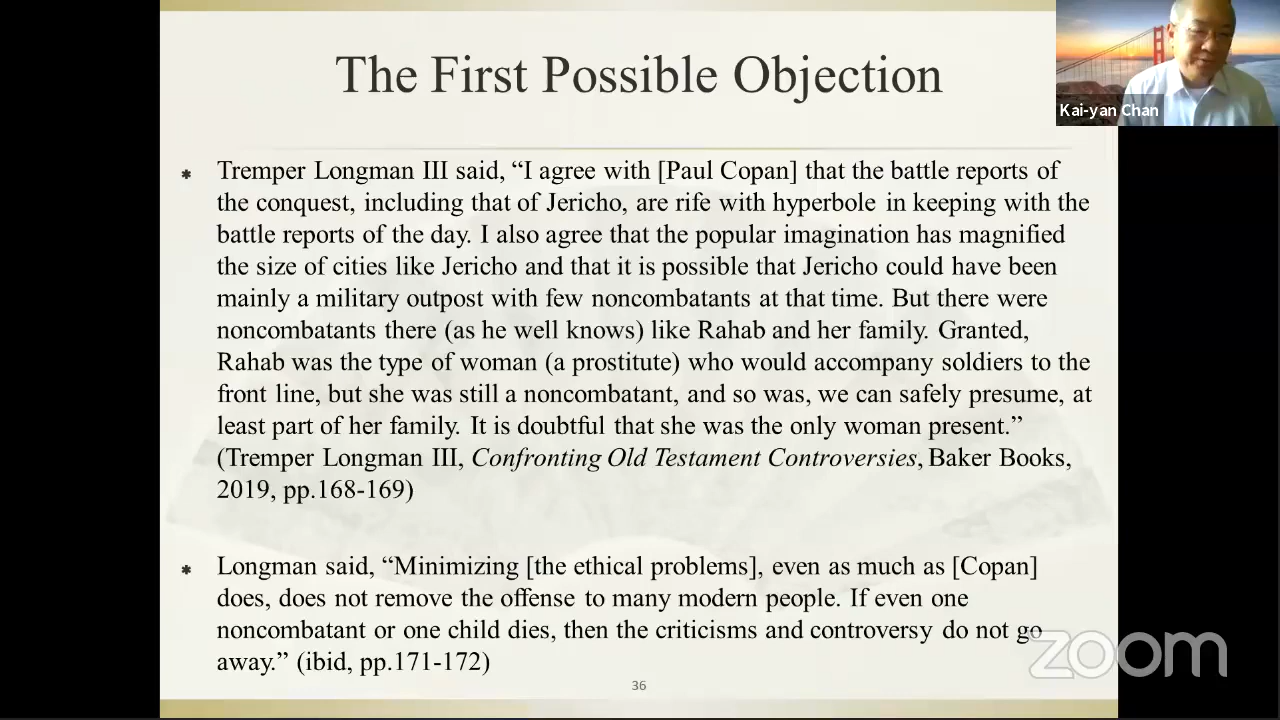 The First Possible Objection
Kai-yan Chan
Tremper Longman III said, “I agree with [Paul Copan] that the battle reports of
the conquest, including that of Jericho, are rife with hyperbole in keeping with the
battle reports of the day. I also agree that the popular imagination has magnified
the size of cities like Jericho and that it is possible that Jericho could have been
mainly a military outpost with few noncombatants at that time. But there were
noncombatants there (as he well knows) like Rahab and her family. Granted,
Rahab was the type of woman (a prostitute) who would accompany soldiers to the
front line, but she was still a noncombatant, and so was, we can safely presume, at
least part of her family. It is doubtful that she was the only woman present.”
(Tremper Longman III, Confronting Old Testament Controversies, Baker Books,
2019, pp.168-169)
Longman said, “Minimizing [the ethical problems], even as much as [Copan]
does, does not remove the offense to many modern people. If even one
noncombatant or one child dies, then the criticisms and controversy do not go
away.” (ibid, pp.171-172)
zoom
36